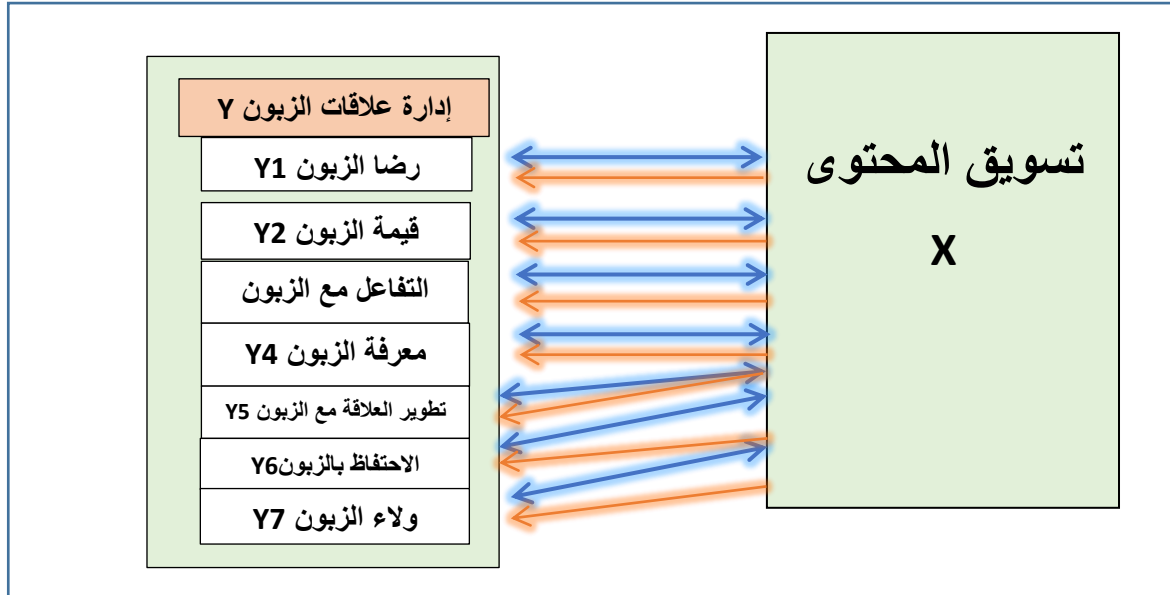 تسويق المحتوى
X
إدارة علاقات الزبون Y
رضا الزبون Y1
قيمة الزبون Y2
التفاعل مع الزبون
معرفة الزبون Y4
تطوير العلاقة مع الزبون Y5
الاحتفاظ بالزبونY6
ولاء الزبون Y7